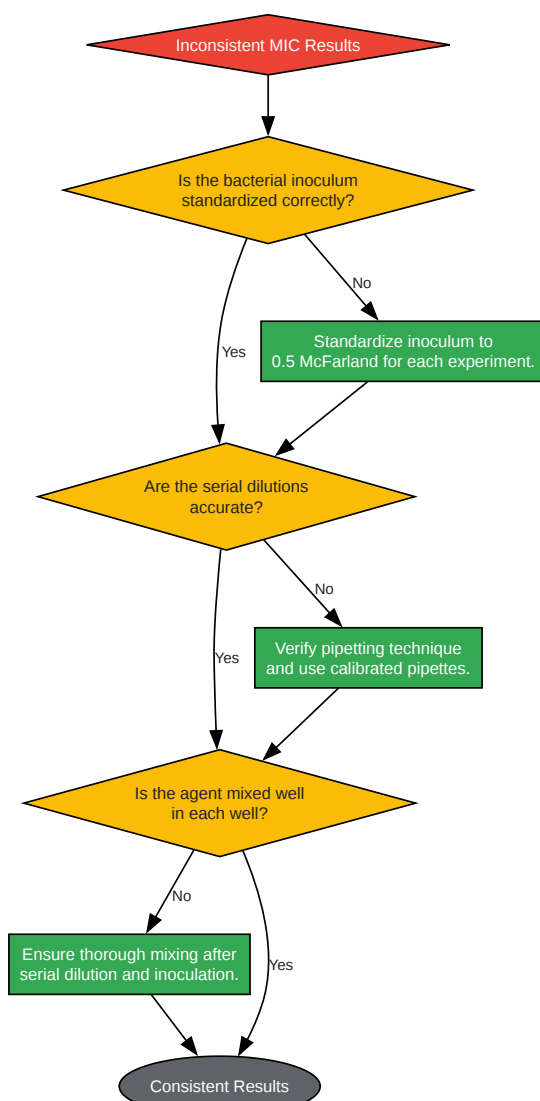 Inconsistent MIC Results
Is the bacterial inoculum
standardized correctly?
No
Standardize inoculum to
0.5 McFarland for each experiment.
Yes
Are the serial dilutions
accurate?
No
Verify pipetting technique
and use calibrated pipettes.
Yes
Is the agent mixed well
in each well?
No
Ensure thorough mixing after
serial dilution and inoculation.
Yes
Consistent Results